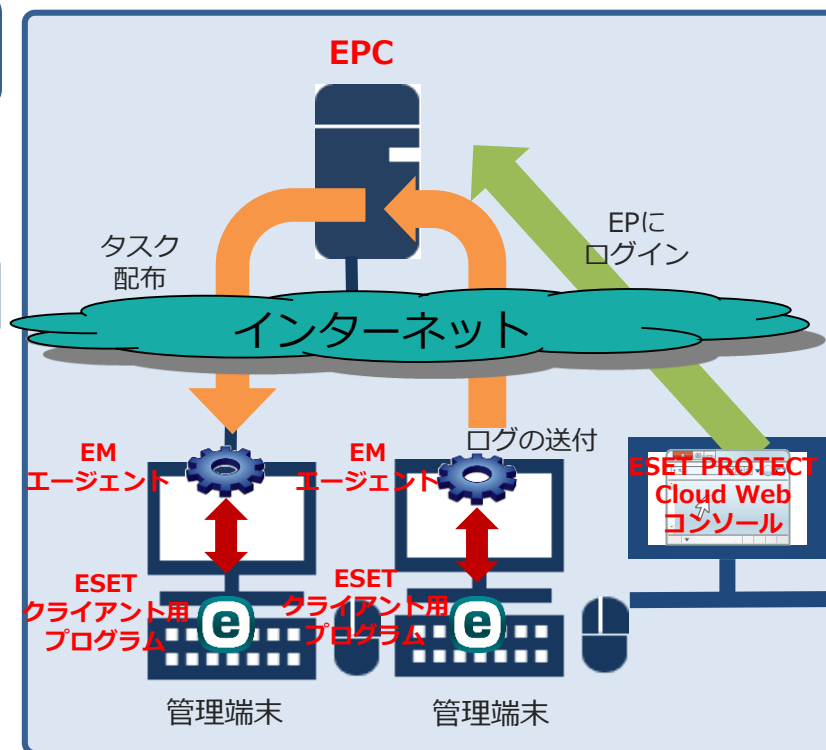 EPC
タスク
配布
EPに
ログイン
インターネット
EM
エージェント
EM
エージェント
ログの送付
ESET PROTECT
Cloud Web
コンソール
ESET
クライアント用
プログラム
ESET
クライアント用
プログラム
e
e
管理端末
管理端末